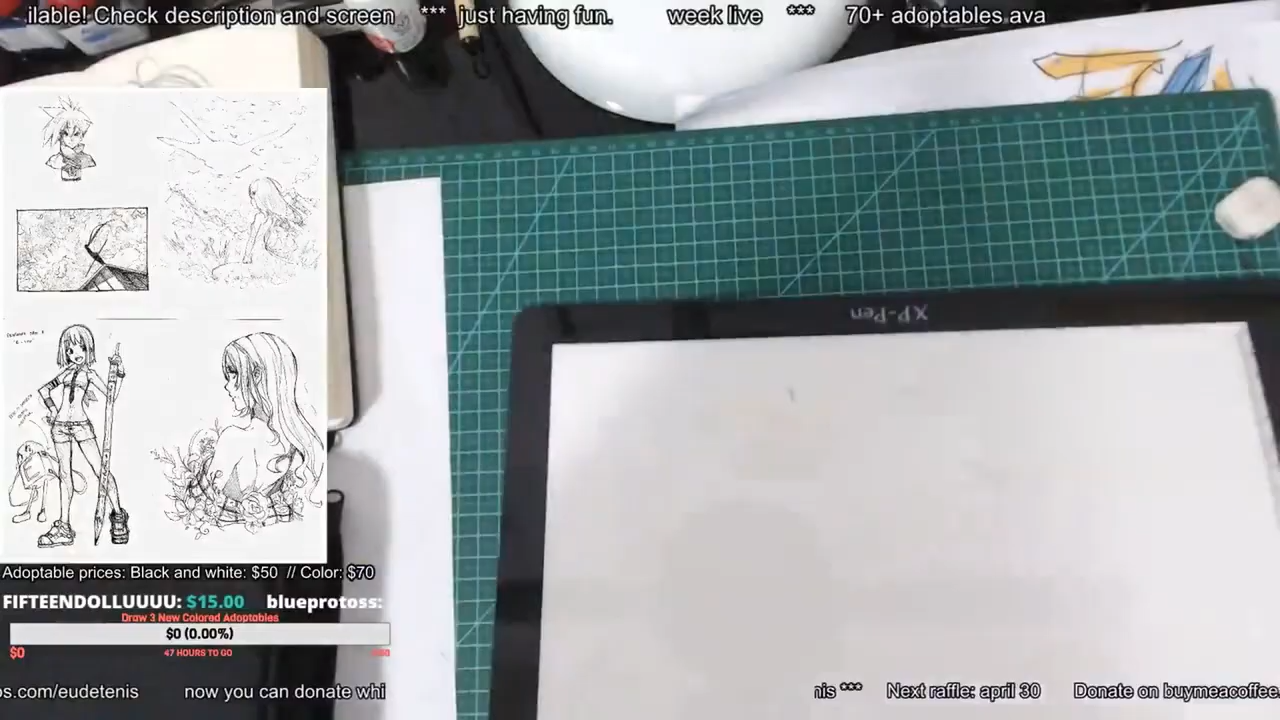 ilable! Check description and screen *** just having fun. week live *** 70+ adoptables ava
XP-Pen
Adoptable prices: Black and white: $50 // Color: $70
FIFTEENDOLLUUUU: $15.00 blueprotoss:
Draw 3 New Colored Adoptables
$0 (0.00%)
$0 47 HOURS TO GO
os.com/eudetenis now you can donate whi
nis *** Next raffle: april 30 Donate on buymeacoffee